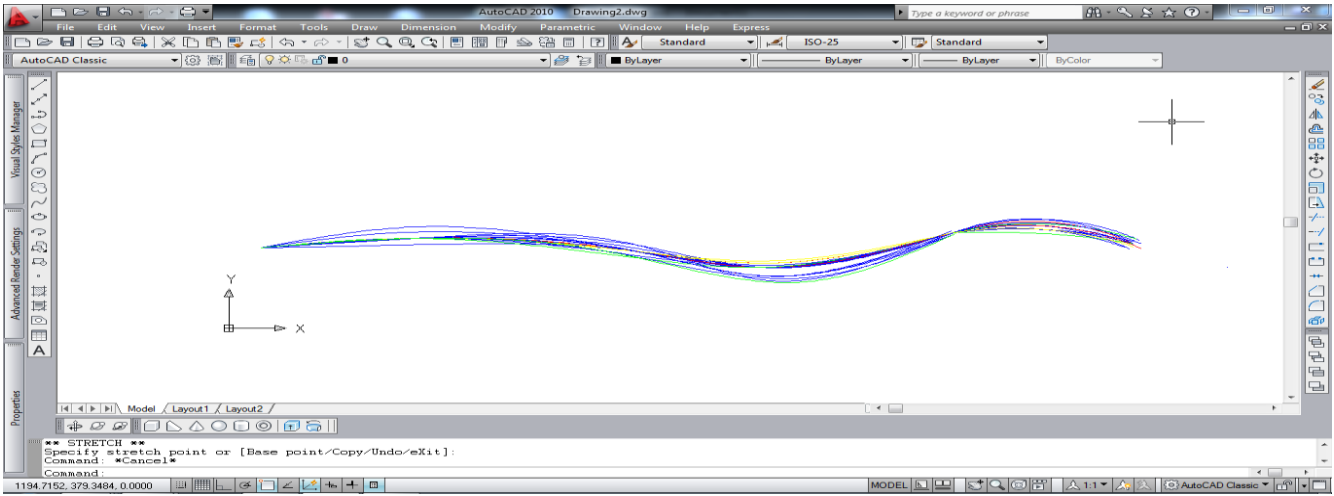 AutoCAD 2010 Drawing2.dwg Type a keyword or phrase
File Edit View Insert Format Tools Draw Dimension Modify Parametric Window Help Express
Standard ISO-25 Standard
AutoCAD Classic 0 ByLayer ByLayer ByLayer ByColor
Visual Styles Manager
Advanced Render Settings
Properties
A
Y
X
Model Layout1 Layout2
** STRETCH **
Specify stretch point or [Base point/Copy/Undo/eXit]:
Command: *Cancel*
Command:
1194.7152, 379.3484, 0.0000 MODEL 1:1 AutoCAD Classic